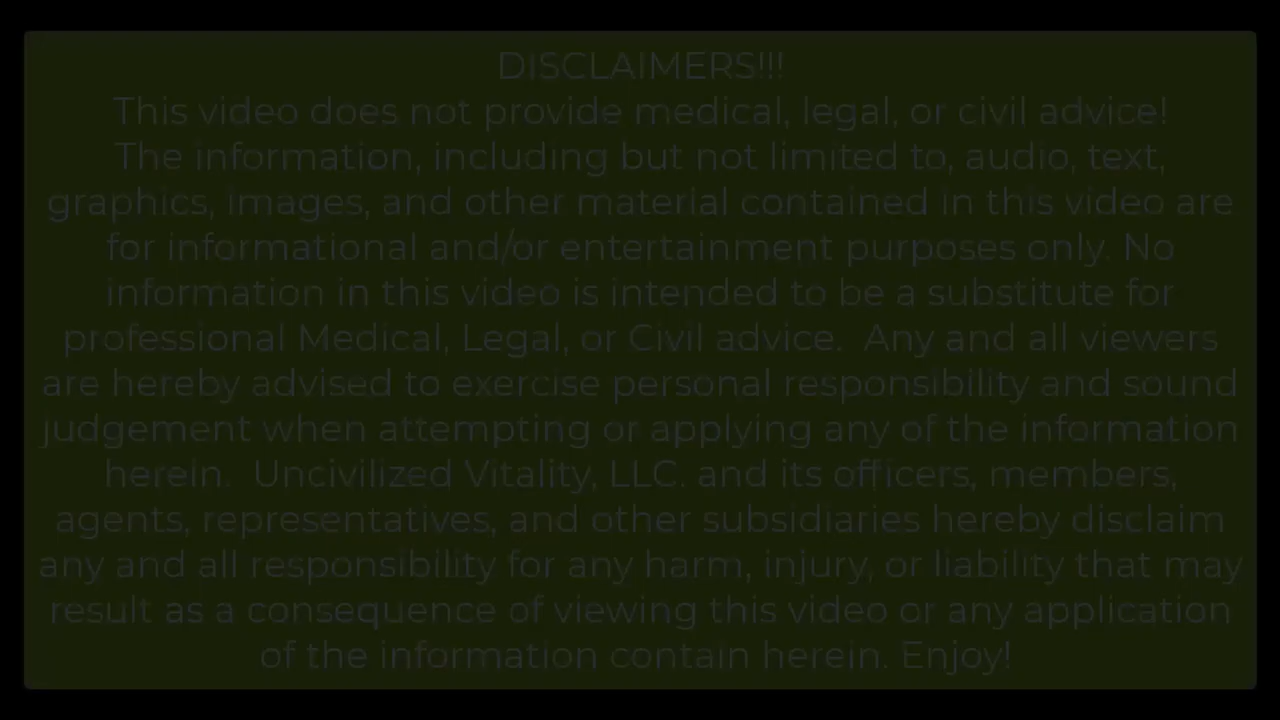 DISCLAIMERS!!!
This video does not provide medical, legal, or civil advice!
The information, including but not limited to, audio, text,
graphics, images, and other material contained in this video are
for informational and/or entertainment purposes only. No
information in this video is intended to be a substitute for
professional Medical, Legal, or Civil advice.  Any and all viewers
are hereby advised to exercise personal responsibility and sound
judgement when attempting or applying any of the information
herein.  Uncivilized Vitality, LLC. and its officers, members,
agents, representatives, and other subsidiaries hereby disclaim
any and all responsibility for any harm, injury, or liability that may
result as a consequence of viewing this video or any application
of the information contain herein. Enjoy!